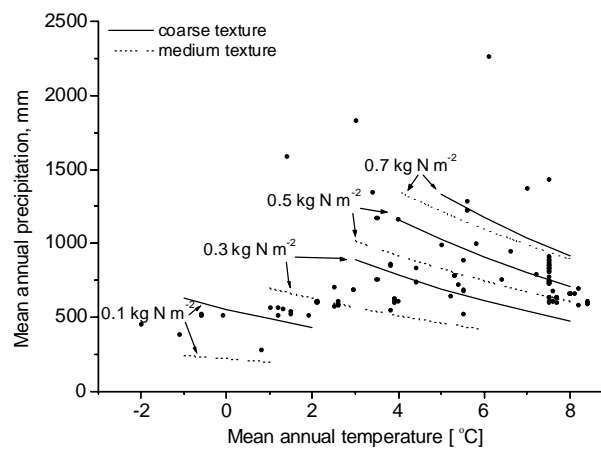 coarse texture
medium texture
2500
2000
1500
1000
500
0
Mean annual precipitation, mm
0.7 kg N m-2
0.5 kg N m-2
0.3 kg N m-2
0.1 kg N m-2
-2 0 2 4 6 8
Mean annual temperature [ °C]